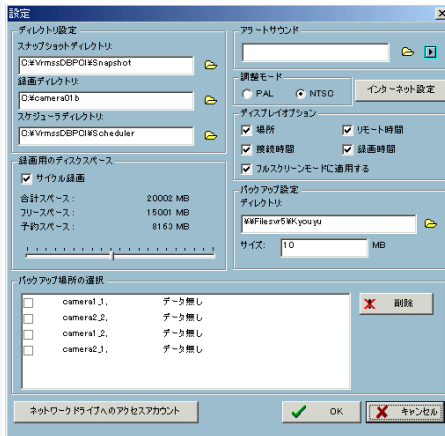 設定
ディレクトリ設定
スナップショットディレクトリ:
C:¥VrmssDBPCI¥Snapshot
録画ディレクトリ:
C:¥camera01b
スケジューラディレクトリ:
C:¥VrmssDBPCI¥Scheduler
録画用のディスクスペース
サイクル録画
合計スペース: 20002 MB
フリースペース: 15001 MB
予約スペース: 8163 MB
アラートサウンド
調整モード
PAL NTSC
インターネット設定
ディスプレイオプション
場所 リモート時間
接続時間 録画時間
フルスクリーンモードに適用する
バックアップ設定
ディレクトリ:
¥¥Filesvr5¥Kyouyu
サイズ: 10 MB
バックアップ場所の選択
camera1_1, データ無し
camera2_2, データ無し
camera1_2, データ無し
camera2_1, データ無し
削除
ネットワークドライブへのアクセスアカウント
OK
キャンセル